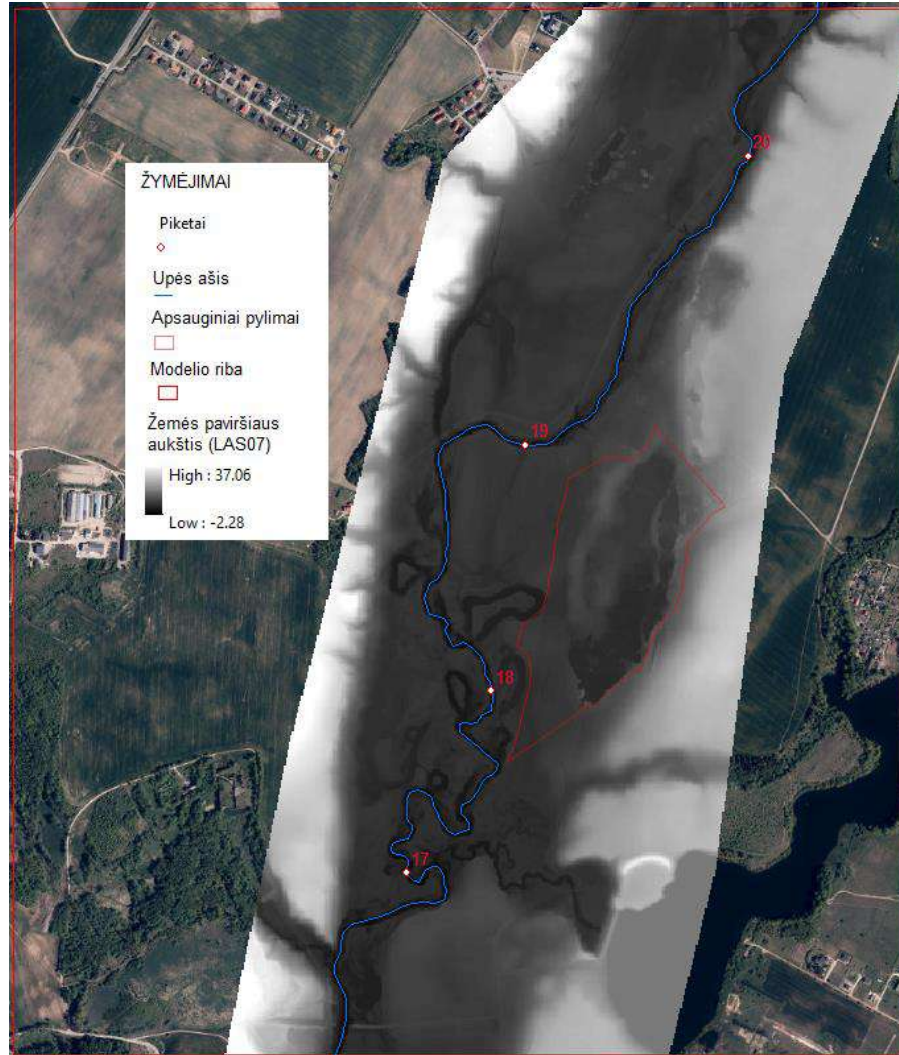 20
ŽYMĖJIMAI
Piketai
Upės ašis
Apsauginiai pylimai
Modelio riba
Žemės paviršiaus
aukštis (LAS07)
High : 37.06
Low : -2.28
19
18
17